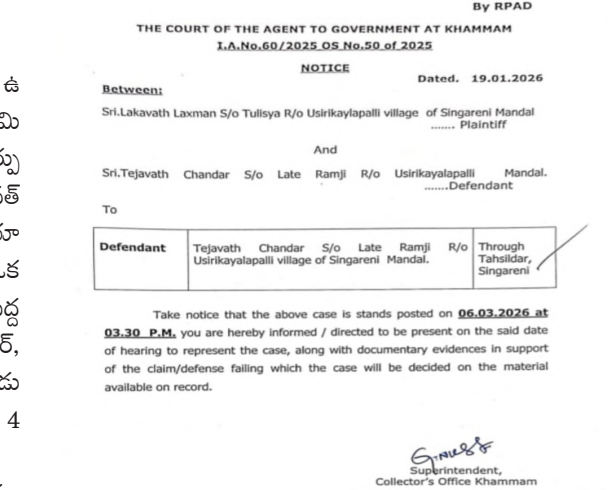 By RPAD
THE COURT OF THE AGENT TO GOVERNMENT AT KHAMMAM
I.A.No.60/2025 OS No.50 of 2025
NOTICE
Dated. 19.01.2026
Between:
Sri.Lakavath Laxman S/o Tulisya R/o Usirikaylapalli village of Singareni Mandal
....... Plaintiff
And
Sri.Tejavath Chandar S/o Late Ramji R/o Usirikayalapalli Mandal.
.......Defendant
To
Defendant Tejavath Chandar S/o Late Ramji R/o Through
Usirikayalapalli village of Singareni Mandal. Tahsildar,
Singareni
Take notice that the above case is stands posted on 06.03.2026 at
03.30 P.M. you are hereby informed / directed to be present on the said date
of hearing to represent the case, along with documentary evidences in support
of the claim/defense failing which the case will be decided on the material
available on record.
Superintendent,
Collector's Office Khammam
ఉ
మి
ర్పు
వత్
రూ
ఒక
వద్ద
ర్,
డు
4